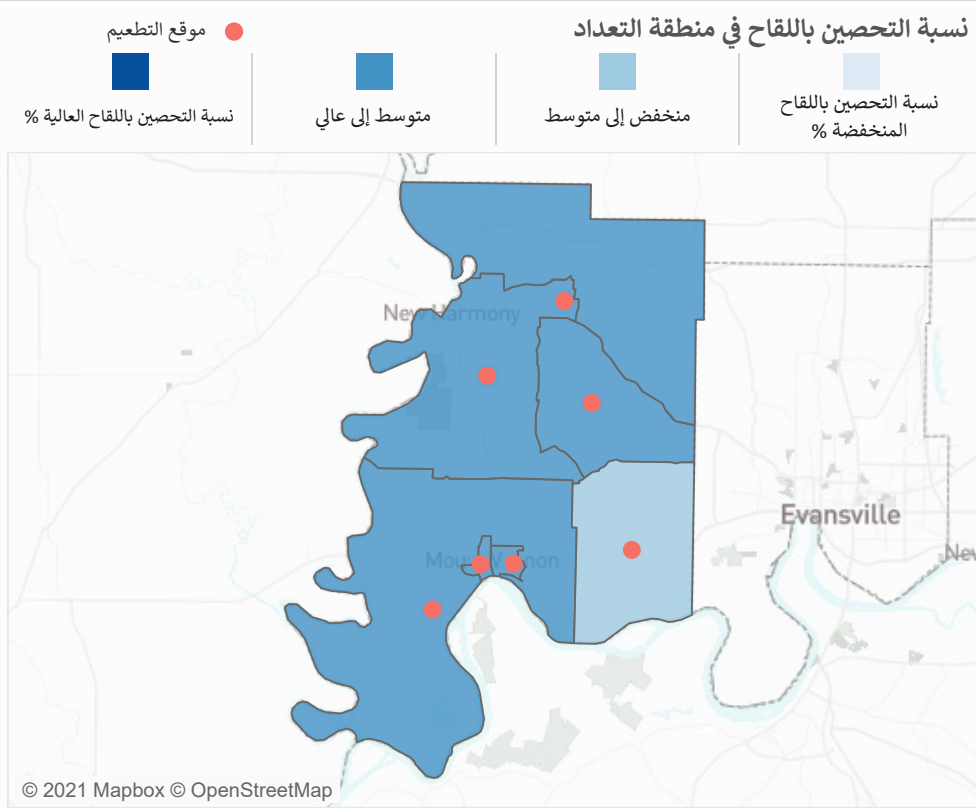 نسبة التحصين باللقاح في منطقة التعداد
موقع التطعيم
نسبة التحصين باللقاح
المنخفضة %
منخفض إلى متوسط
متوسط إلى عالي
نسبة التحصين باللقاح العالية %
New Harmony
Evansville
Mount Vernon
New
© 2021 Mapbox © OpenStreetMap